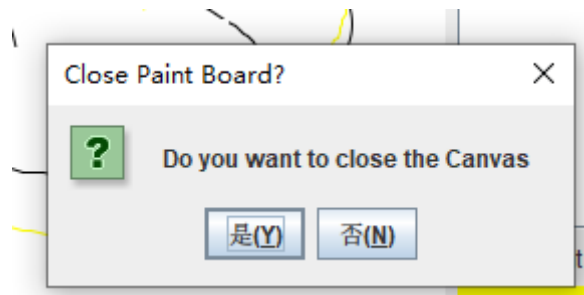 Close Paint Board?
Do you want to close the Canvas
是(Y) 否(N)
t